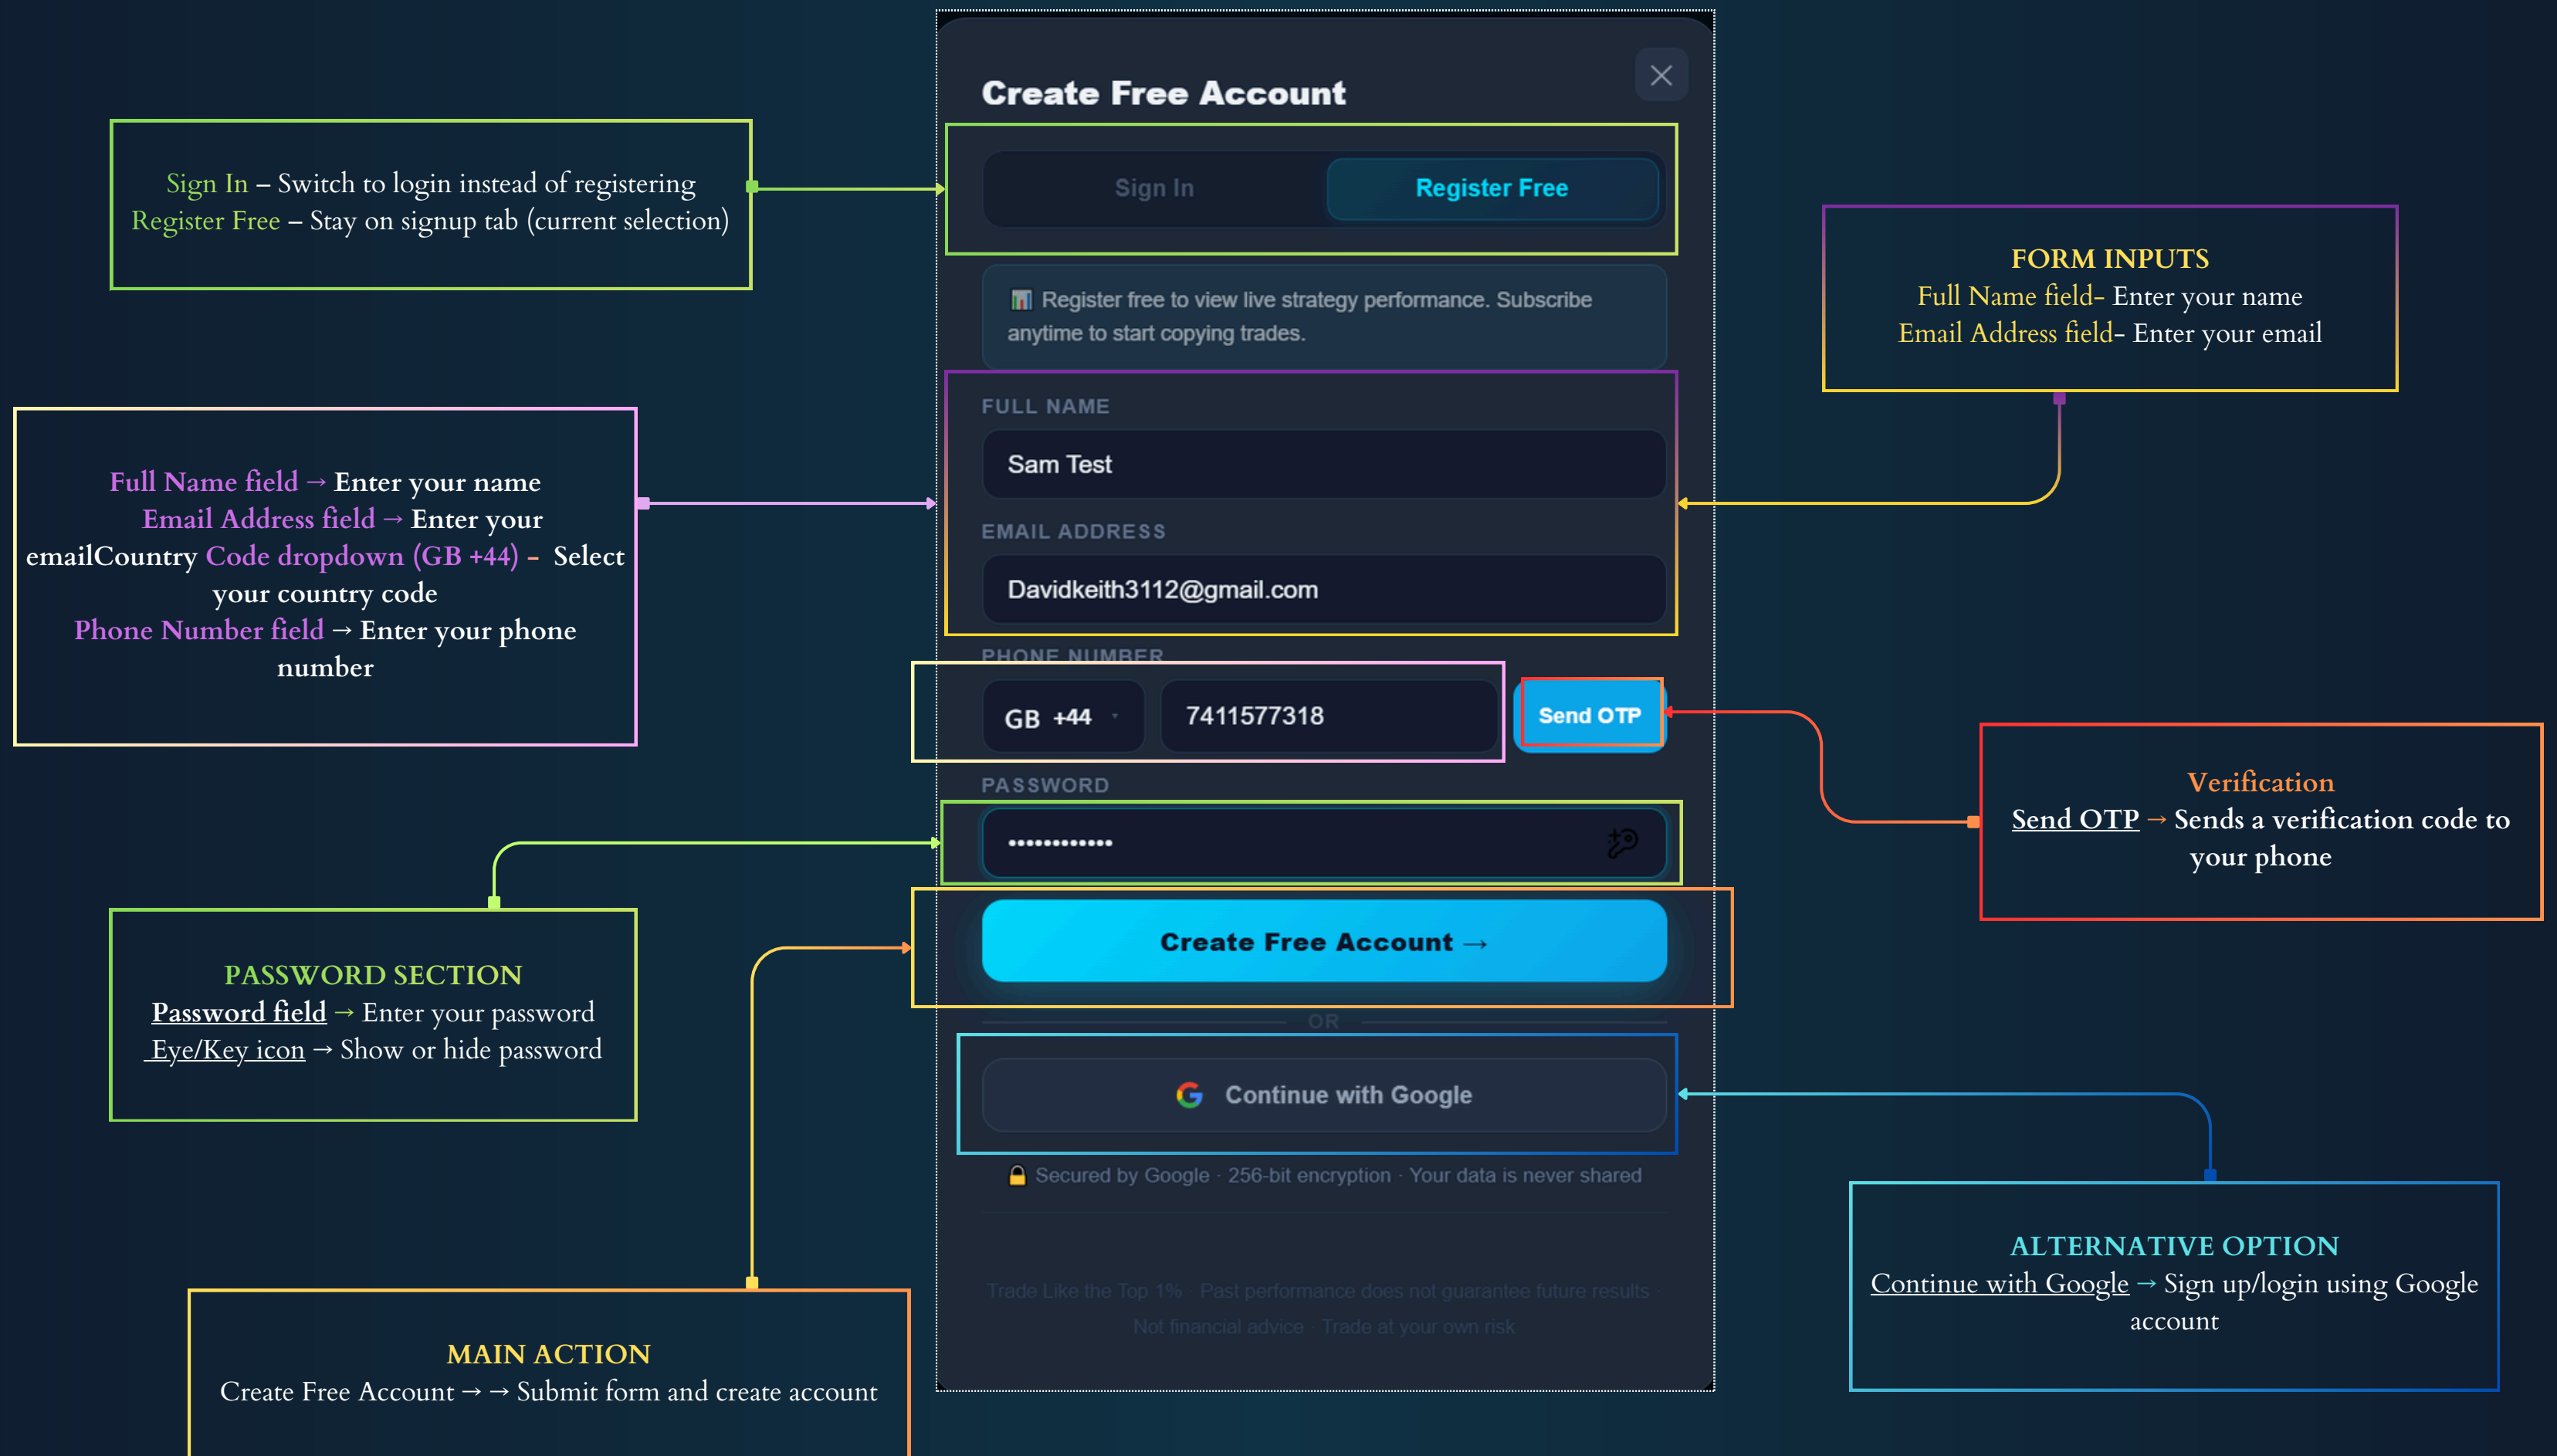 Create Free Account
Sign In – Switch to login instead of registering
Register Free – Stay on signup tab (current selection)
Sign In
Register Free
📊 Register free to view live strategy performance. Subscribe
anytime to start copying trades.
FORM INPUTS
Full Name field- Enter your name
Email Address field- Enter your email
FULL NAME
Sam Test
EMAIL ADDRESS
Davidkeith3112@gmail.com
Full Name field → Enter your name
Email Address field → Enter your
emailCountry Code dropdown (GB +44) - Select
your country code
Phone Number field → Enter your phone
number
PHONE NUMBER
GB +44
7411577318
Send OTP
Verification
Send OTP → Sends a verification code to
your phone
PASSWORD
••••••••••••
PASSWORD SECTION
Password field → Enter your password
Eye/Key icon → Show or hide password
Create Free Account →
OR
Continue with Google
🔒 Secured by Google · 256-bit encryption · Your data is never shared
ALTERNATIVE OPTION
Continue with Google → Sign up/login using Google
account
Trade Like the Top 1% · Past performance does not guarantee future results ·
Not financial advice · Trade at your own risk
MAIN ACTION
Create Free Account → → Submit form and create account